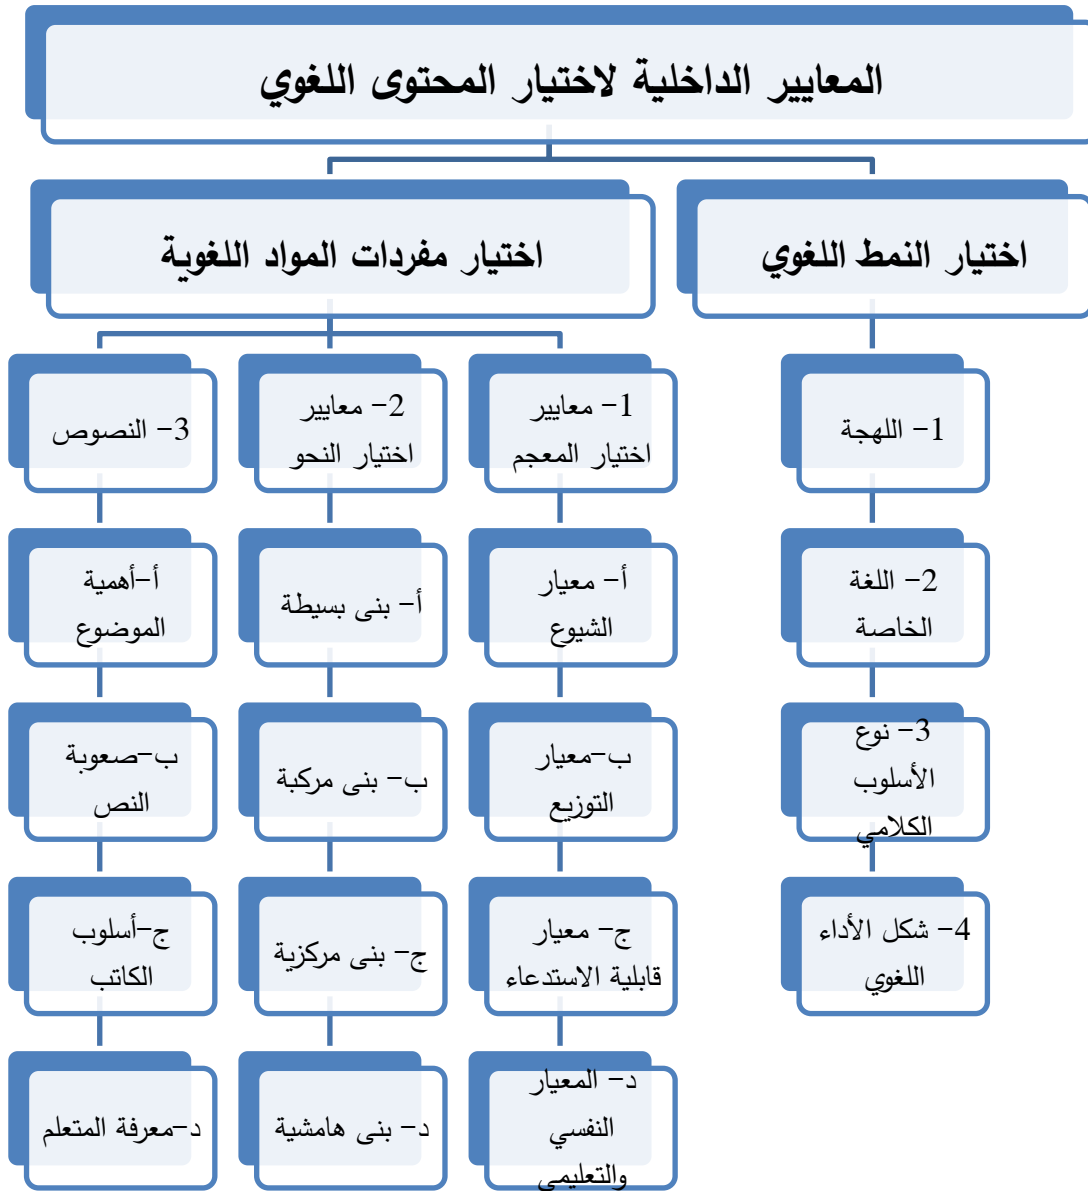 المعايير الداخلية لاختيار المحتوى اللغوي
اختيار النمط اللغوي
اختيار مفردات المواد اللغوية
1- اللهجة
2- اللغة
الخاصة
3- نوع
الأسلوب
الكلامي
4- شكل الأداء
اللغوي
1- معايير
اختيار المعجم
أ- معيار
الشيوع
ب-معيار
التوزيع
ج- معيار
قابلية الاستدعاء
د- المعيار
النفسي
والتعليمي
2- معايير
اختيار النحو
أ- بنى بسيطة
ب- بنى مركبة
ج- بنى مركزية
د- بنى هامشية
3- النصوص
أ-أهمية
الموضوع
ب-صعوبة
النص
ج-أسلوب
الكاتب
د-معرفة المتعلم